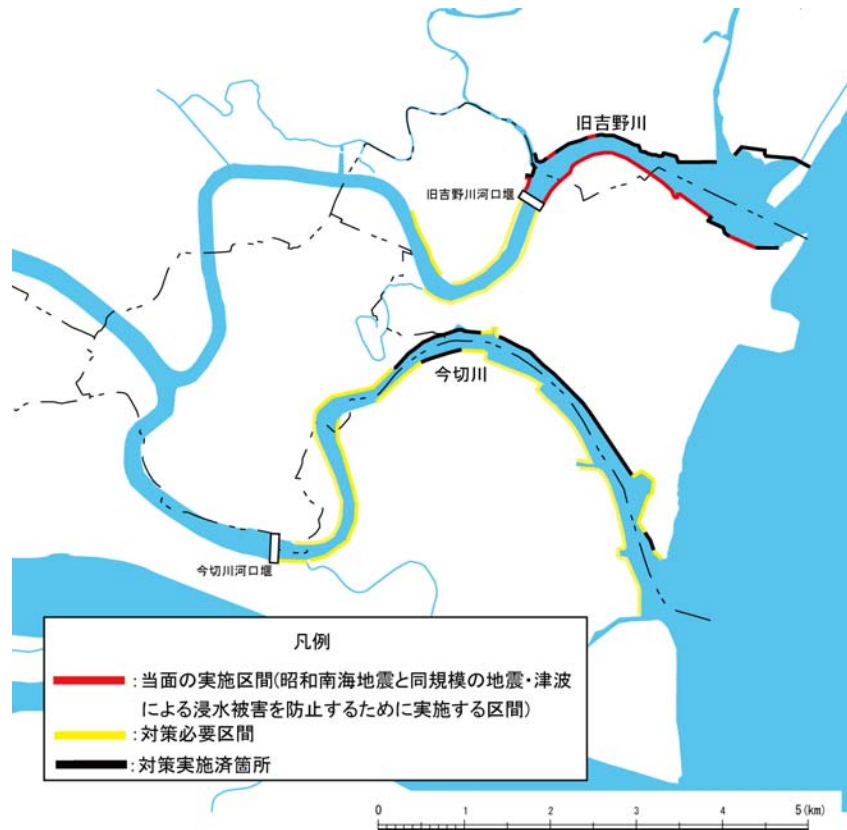 旧吉野川
旧吉野川河口堰
今切川
今切川河口堰
凡例
:当面の実施区間(昭和南海地震と同規模の地震・津波
による浸水被害を防止するために実施する区間)
:対策必要区間
:対策実施済箇所
0 1 2 3 4 5(km)